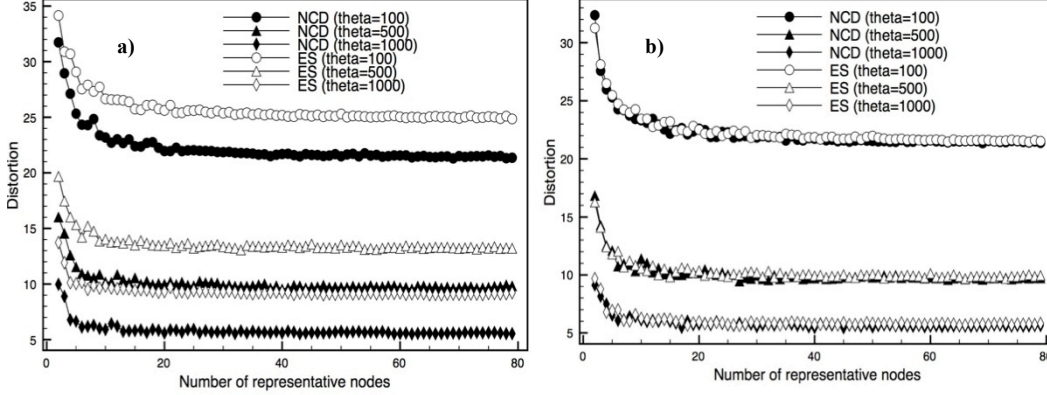 35
30
25
20
15
10
5
Distortion
a)
NCD (theta=100)
NCD (theta=500)
NCD (theta=1000)
ES (theta=100)
ES (theta=500)
ES (theta=1000)
0
20
40
60
80
Number of representative nodes
30
25
20
15
10
5
Distortion
b)
NCD (theta=100)
NCD (theta=500)
NCD (theta=1000)
ES (theta=100)
ES (theta=500)
ES (theta=1000)
0
20
40
60
80
Number of representative nodes